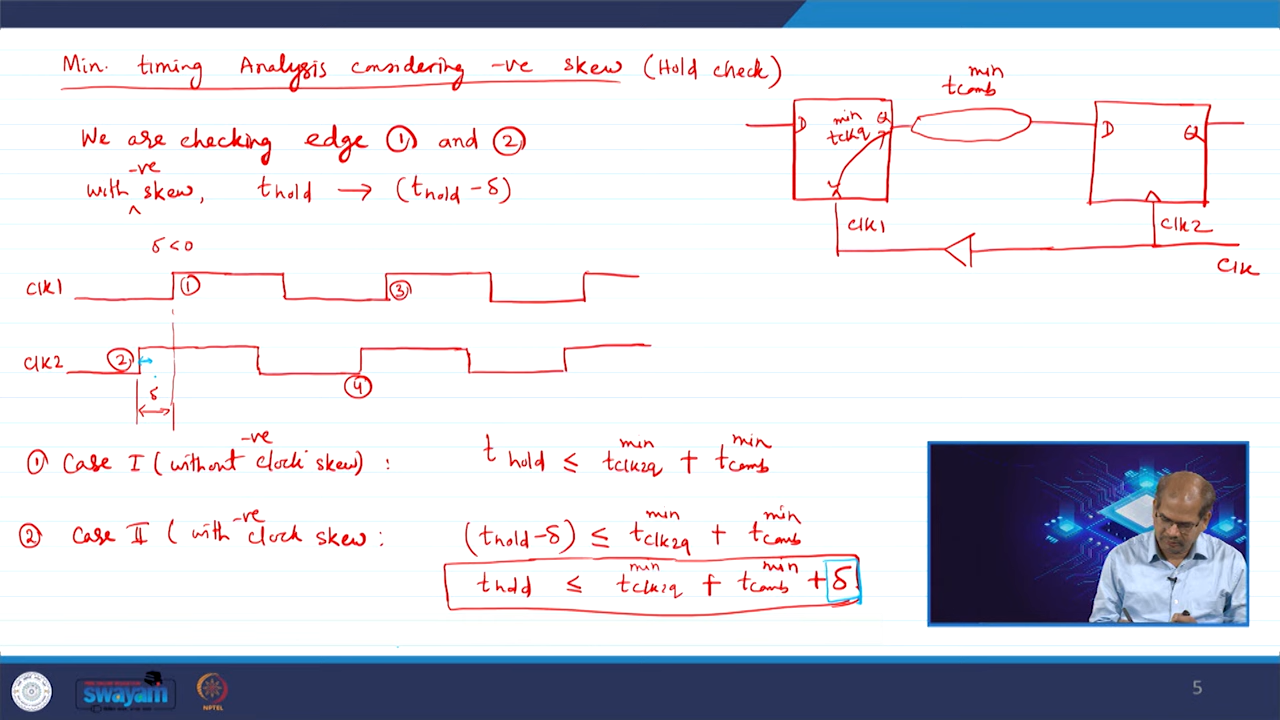 Min. timing Analysis considering -ve skew (Hold check)
We are checking edge ① and ②
with -ve skew, thold → (thold - δ)
δ < 0
Clk1 ① ③
Clk2 ② ④
δ
① Case I (without -ve clock skew) : t hold ≤ tclk2q min + tcomb min
② Case II ( with -ve clock skew : (thold - δ) ≤ tclk2q min + tcomb min
thold ≤ tclk2q min + tcomb min + δ
tcomb min
D tclkq min Q
D Q
Clk1
Clk2
Clk
swayam
NPTEL
5